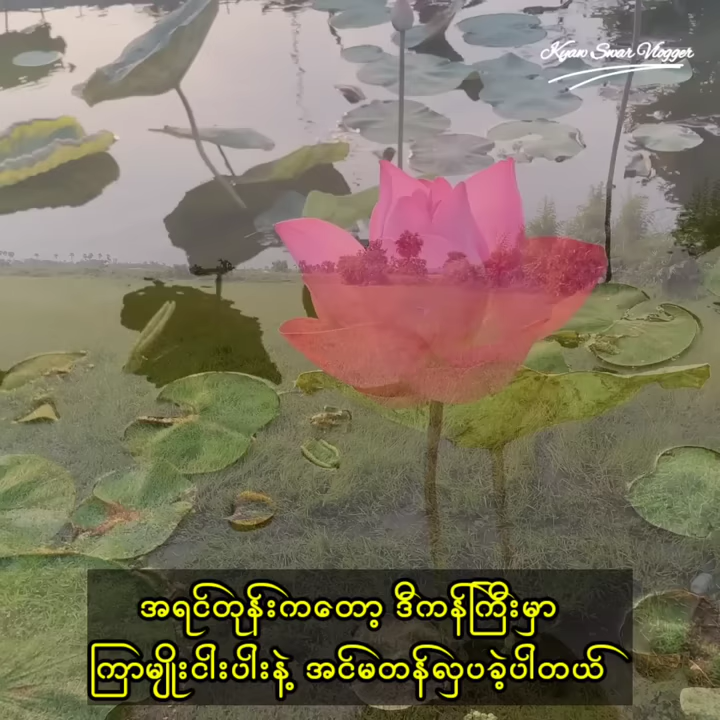 Kyaw Swar Vlogger
အရင်တုန်းကတော့ ဒီကန်ကြီးမှာ
ကြာမျိုးငါးပါးနဲ့ အင်မတန်လှပခဲ့ပါတယ်